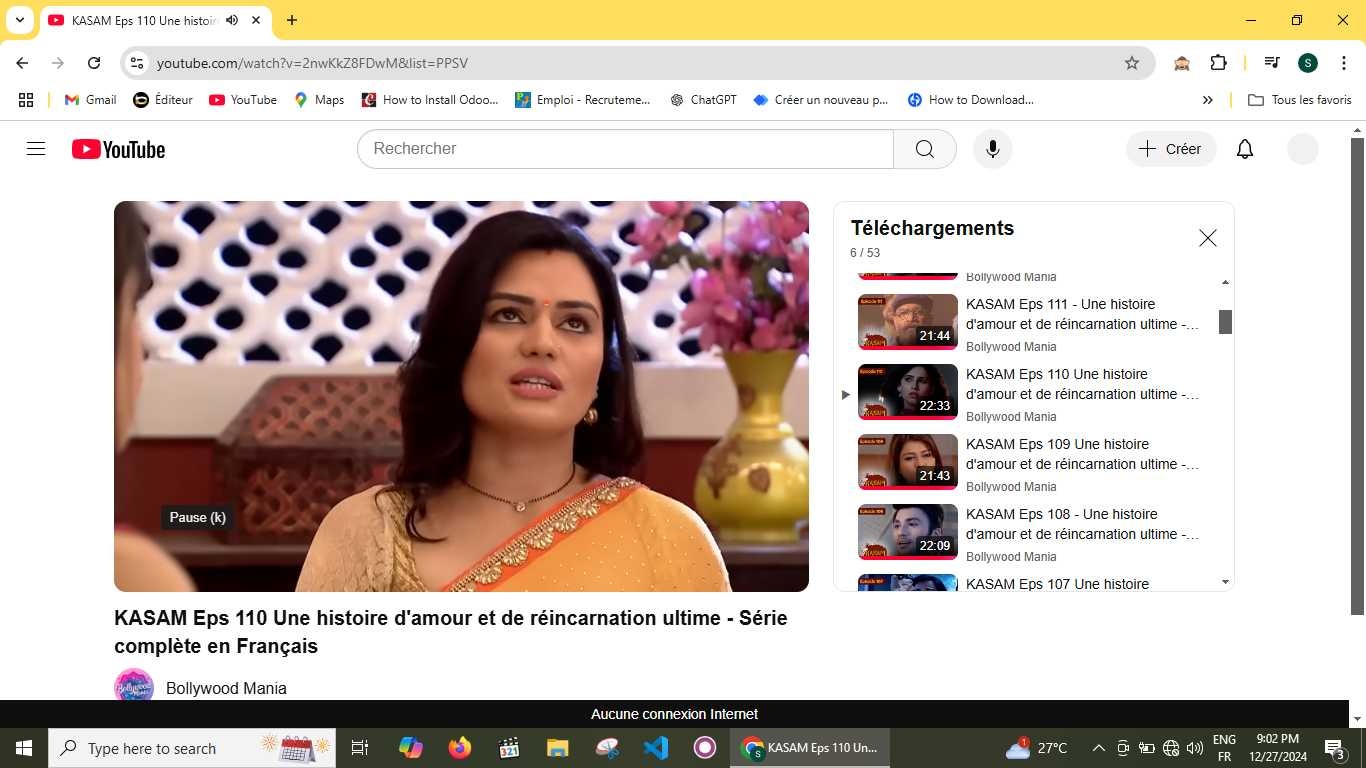 KASAM Eps 110 Une histoir
youtube.com/watch?v=2nwKkZ8FDwM&list=PPSV
S
Gmail
Éditeur
YouTube
Maps
How to Install Odoo...
Emploi - Recruteme...
ChatGPT
Créer un nouveau p...
How to Download...
Tous les favoris
YouTube
Rechercher
Créer
Pause (k)
Téléchargements
6 / 53
Bollywood Mania
KASAM Eps 111 - Une histoire
d'amour et de réincarnation ultime -...
Bollywood Mania
21:44
KASAM Eps 110 Une histoire
d'amour et de réincarnation ultime -...
Bollywood Mania
22:33
KASAM Eps 109 Une histoire
d'amour et de réincarnation ultime -...
Bollywood Mania
21:43
KASAM Eps 108 - Une histoire
d'amour et de réincarnation ultime -...
Bollywood Mania
22:09
KASAM Eps 107 Une histoire
KASAM Eps 110 Une histoire d'amour et de réincarnation ultime - Série
complète en Français
Bollywood Mania
Aucune connexion Internet
Type here to search
321
KASAM Eps 110 Un...
1
27°C
ENG
FR
9:02 PM
12/27/2024
3